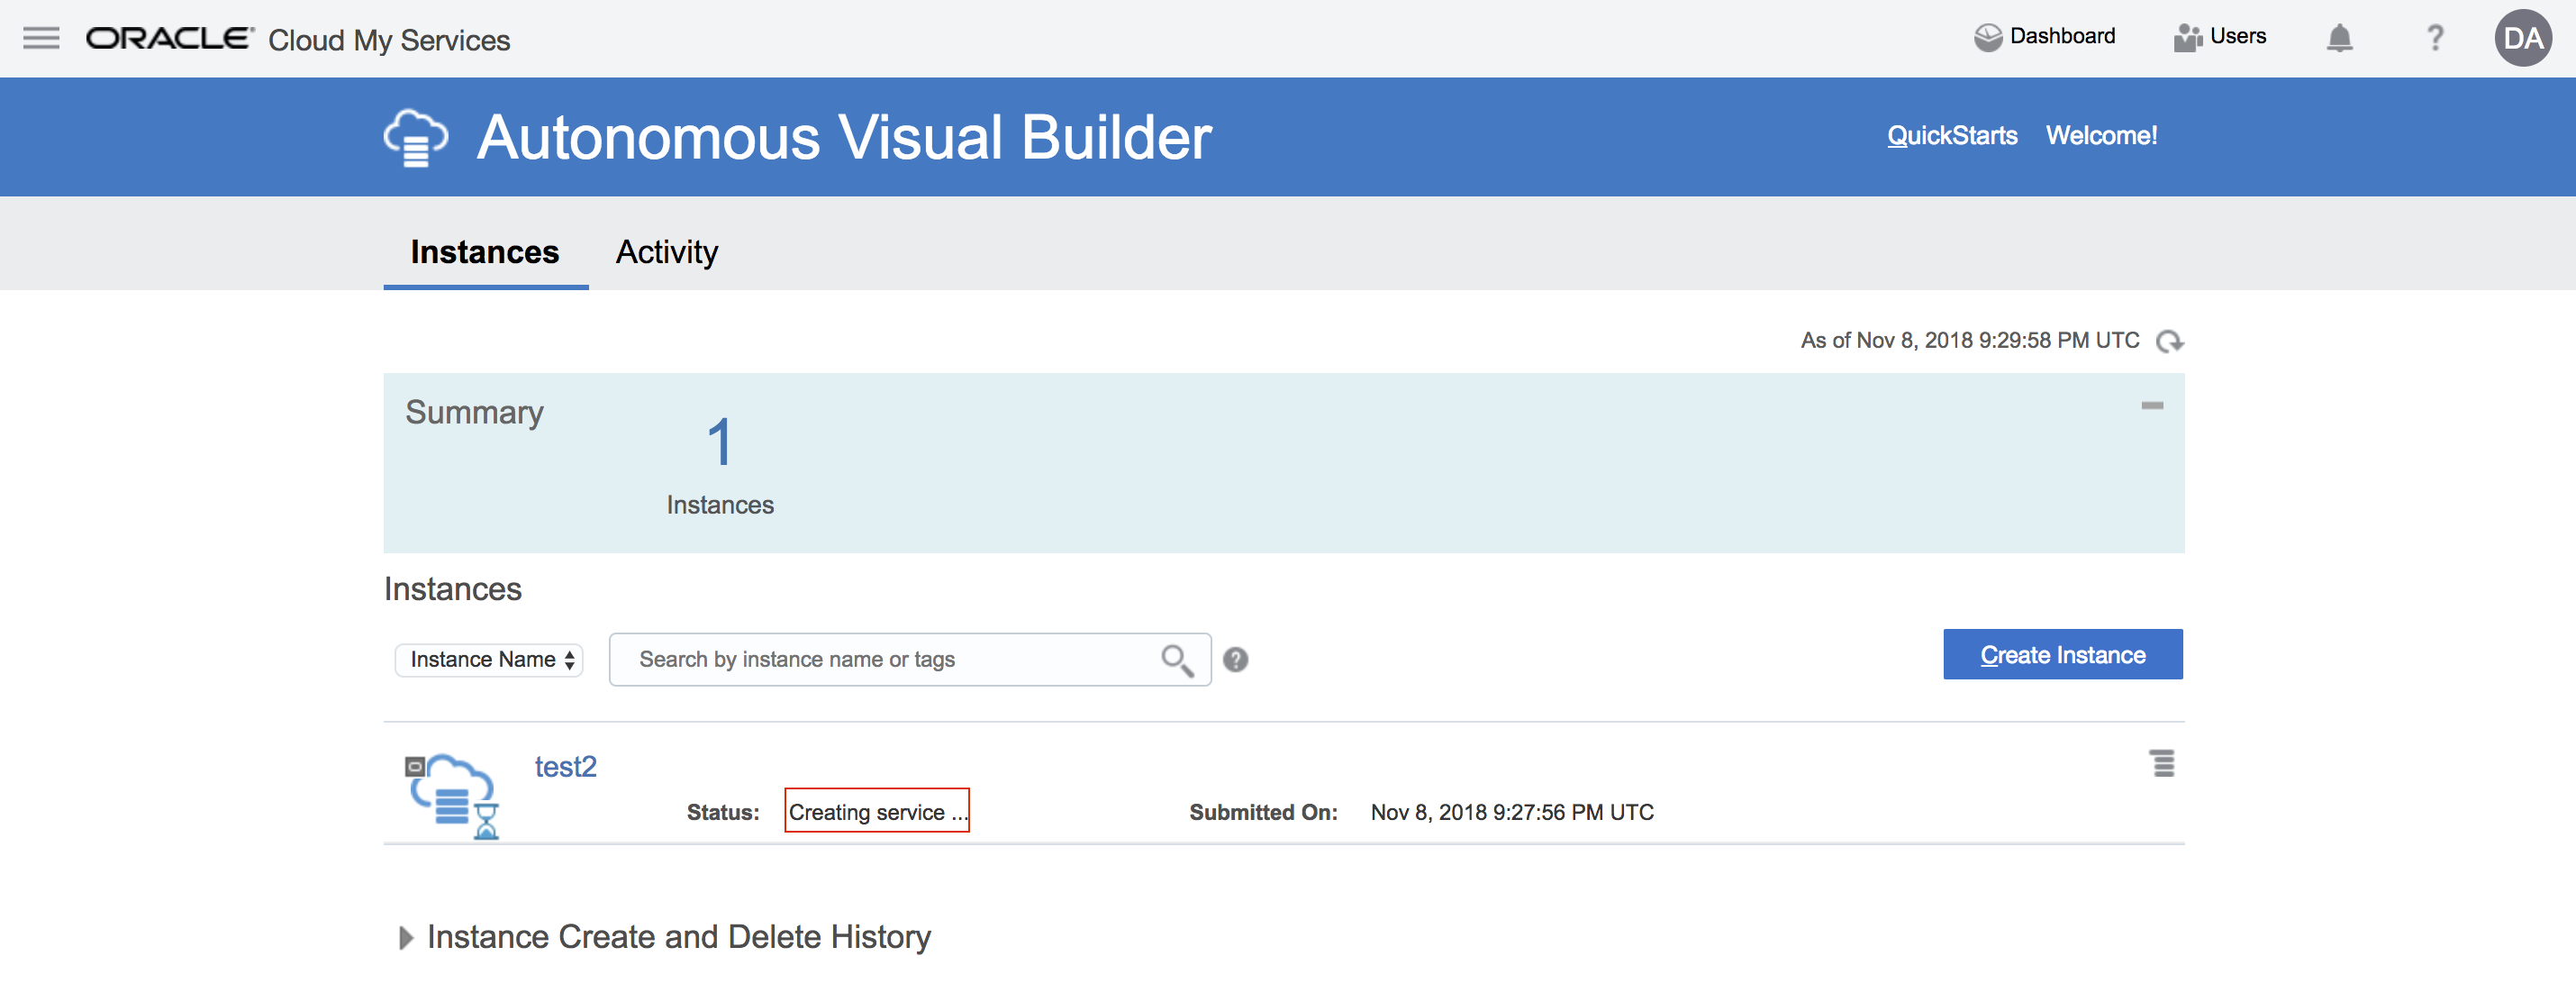 ORACLE Cloud My Services Dashboard Users ? DA
Autonomous Visual Builder QuickStarts Welcome!
Instances Activity
As of Nov 8, 2018 9:29:58 PM UTC
Summary
1
Instances
Instances
Instance Name Search by instance name or tags ? Create Instance
test2
Status: Creating service ... Submitted On: Nov 8, 2018 9:27:56 PM UTC
Instance Create and Delete History